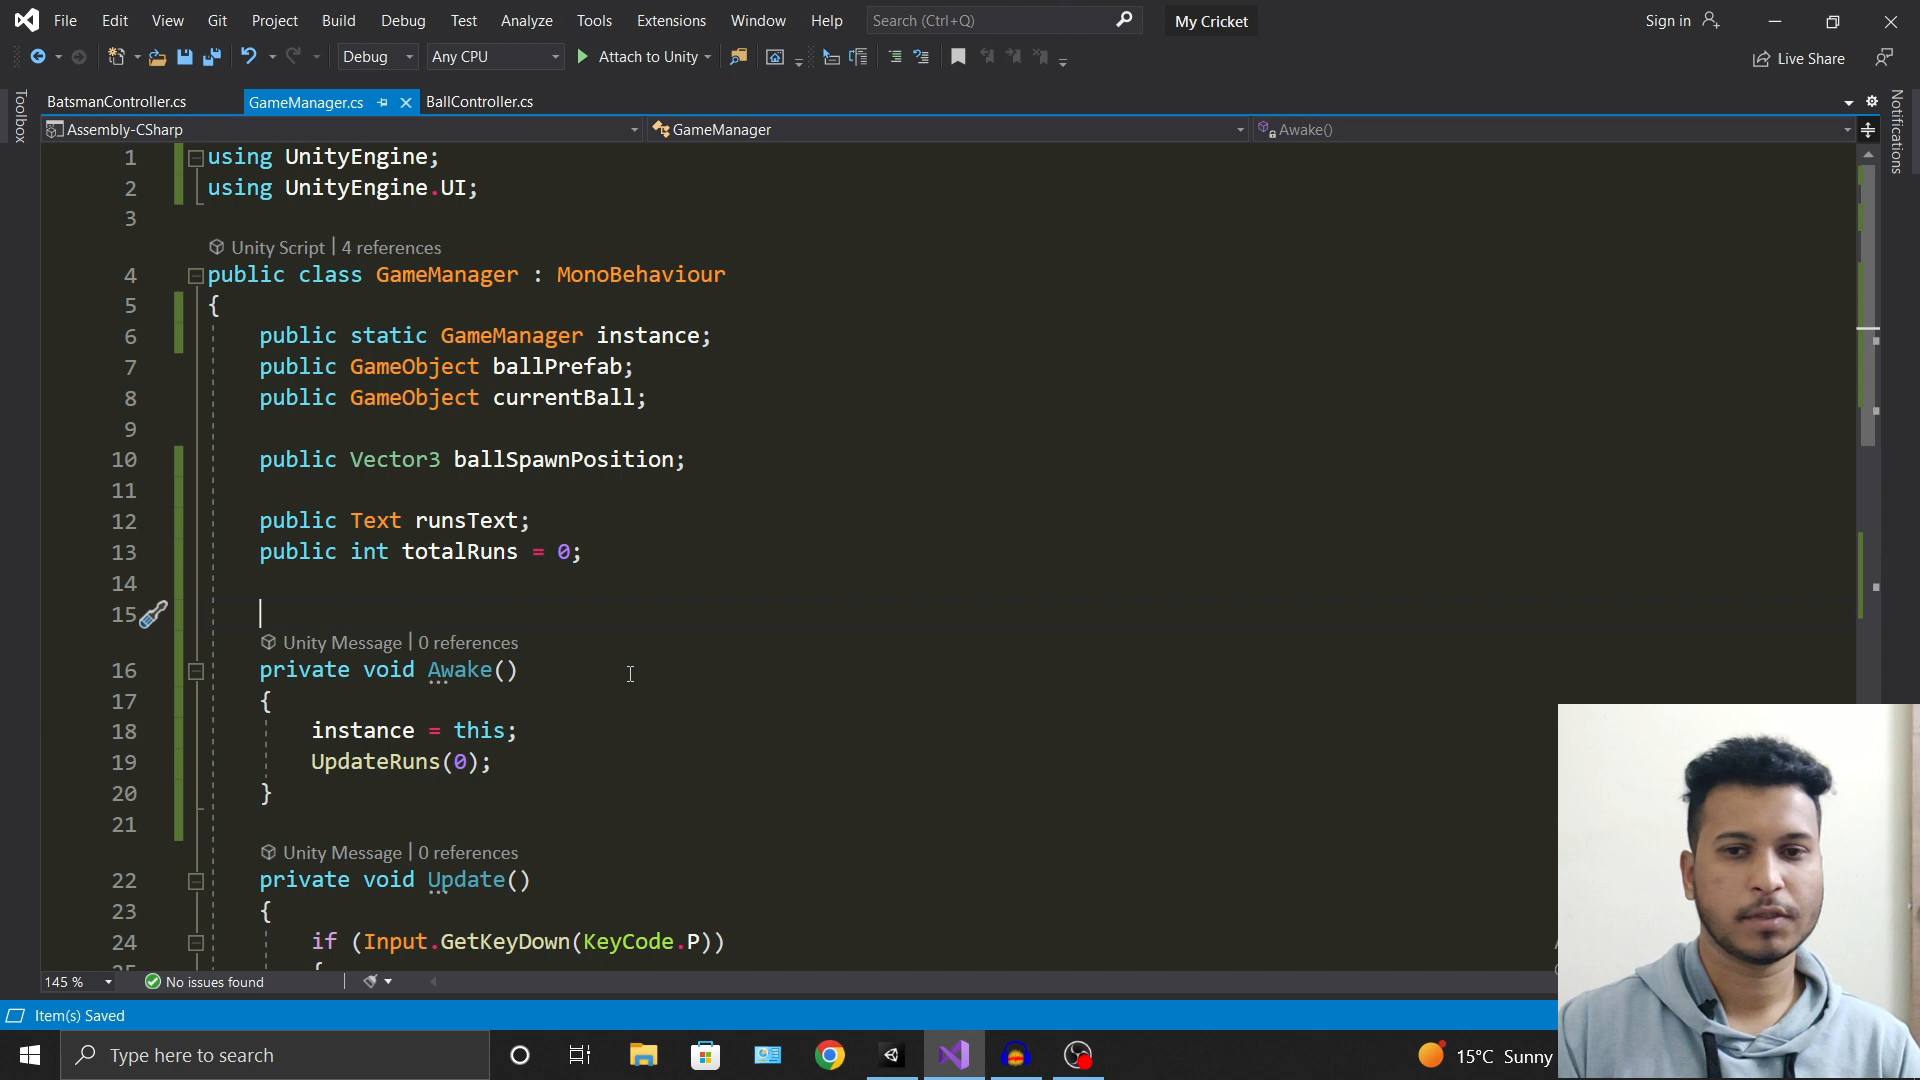 File Edit View Git Project Build Debug Test Analyze Tools Extensions Window Help Search (Ctrl+Q) My Cricket Sign in
Debug Any CPU Attach to Unity Live Share
Toolbox
BatsmanController.cs GameManager.cs BallController.cs
Notifications
Assembly-CSharp GameManager Awake()
1 using UnityEngine;
2 using UnityEngine.UI;
3
Unity Script | 4 references
4 public class GameManager : MonoBehaviour
5 {
6 public static GameManager instance;
7 public GameObject ballPrefab;
8 public GameObject currentBall;
9
10 public Vector3 ballSpawnPosition;
11
12 public Text runsText;
13 public int totalRuns = 0;
14
15
Unity Message | 0 references
16 private void Awake()
17 {
18 instance = this;
19 UpdateRuns(0);
20 }
21
Unity Message | 0 references
22 private void Update()
23 {
24 if (Input.GetKeyDown(KeyCode.P))
25 {
145 % No issues found
Item(s) Saved
Type here to search 15°C Sunny